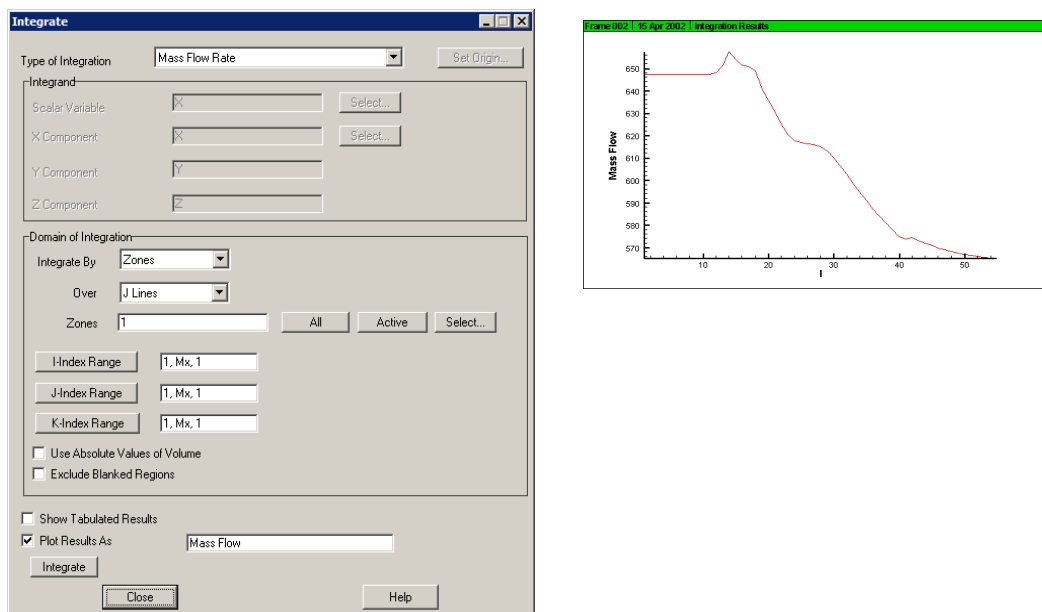 Integrate
Type of Integration Mass Flow Rate Set Origin...
Integrand
Scalar Variable X Select...
X Component X Select...
Y Component Y
Z Component Z
Domain of Integration
Integrate By Zones
Over J Lines
Zones 1 All Active Select...
I-Index Range 1, Mx, 1
J-Index Range 1, Mx, 1
K-Index Range 1, Mx, 1
Use Absolute Values of Volume
Exclude Blanked Regions
Show Tabulated Results
Plot Results As Mass Flow
Integrate
Close Help
Frame 002 | 15 Apr 2002 | Integration Results
Mass Flow
650
640
630
620
610
600
590
580
570
10 20 30 40 50
I